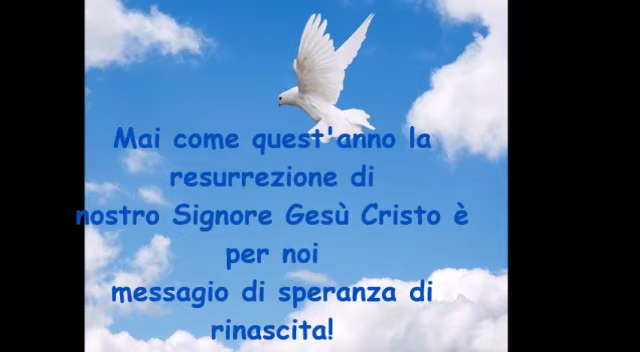 Mai come quest'anno la
resurrezione di
nostro Signore Gesù Cristo è
per noi
messagio di speranza di
rinascita!